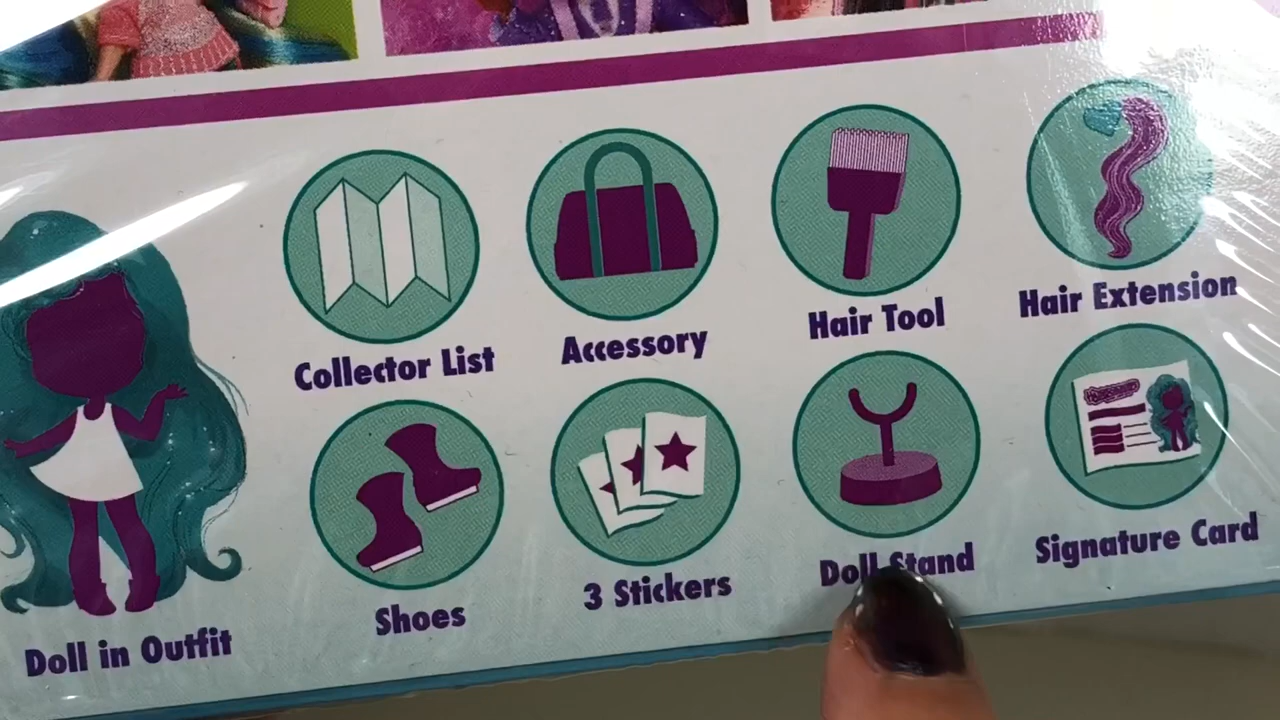 Collector List
Accessory
Hair Tool
Hair Extension
Doll in Outfit
Shoes
3 Stickers
Doll Stand
Signature Card